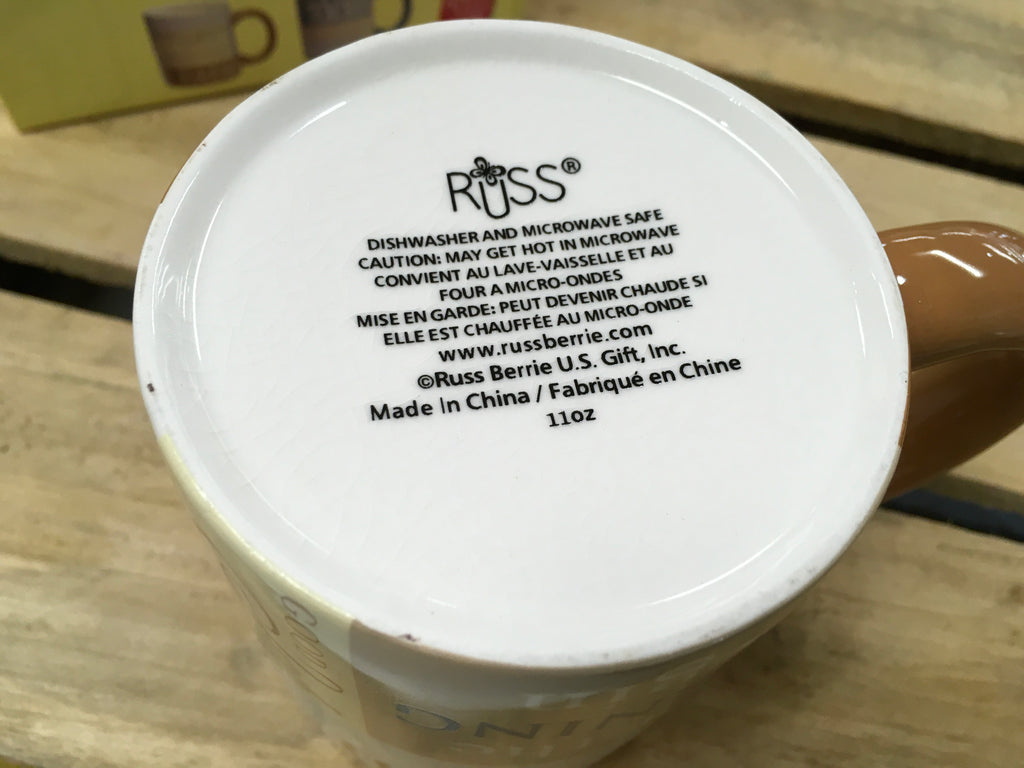 RUSS®
DISHWASHER AND MICROWAVE SAFE
CAUTION: MAY GET HOT IN MICROWAVE
CONVIENT AU LAVE-VAISSELLE ET AU
FOUR A MICRO-ONDES
MISE EN GARDE: PEUT DEVENIR CHAUDE SI
ELLE EST CHAUFFÉE AU MICRO-ONDE
www.russberrie.com
©Russ Berrie U.S. Gift, Inc.
Made In China / Fabriqué en Chine
11oz